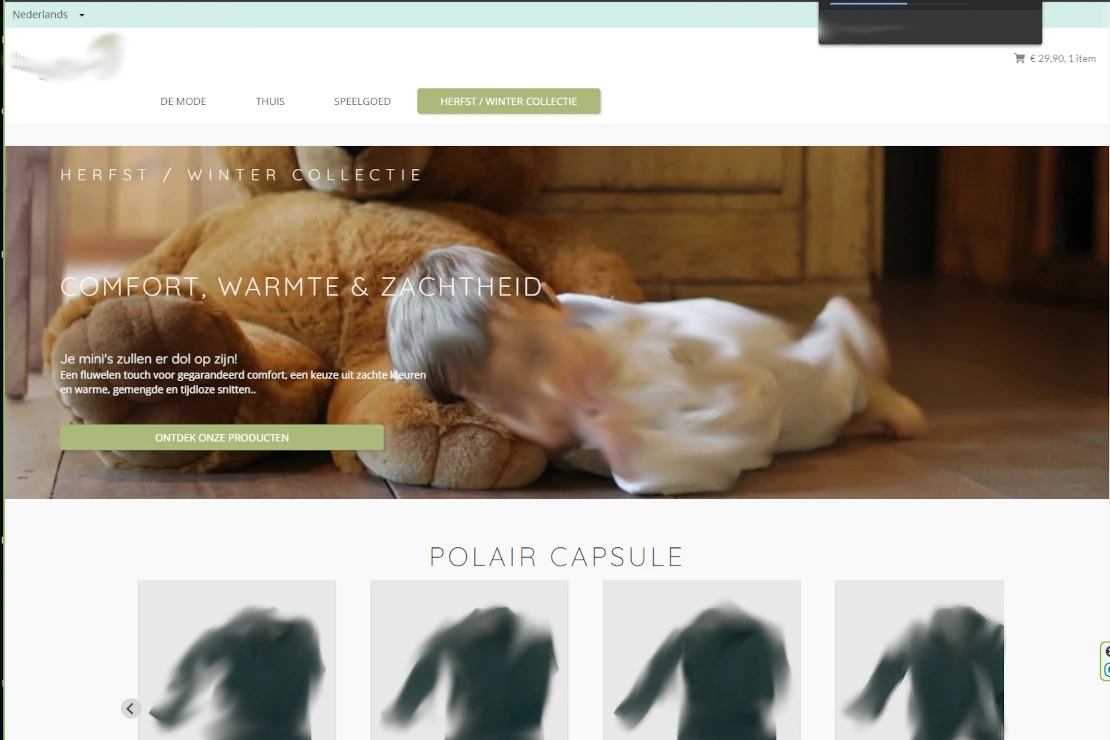 Nederlands
€ 29,90, 1 item
DE MODE
THUIS
SPEELGOED
HERFST / WINTER COLLECTIE
HERFST / WINTER COLLECTIE
COMFORT, WARMTE & ZACHTHEID
Je mini's zullen er dol op zijn!
Een fluwelen touch voor gegarandeerd comfort, een keuze uit zachte kleuren
en warme, gemengde en tijdloze snitten..
ONTDEK ONZE PRODUCTEN
POLAIR CAPSULE